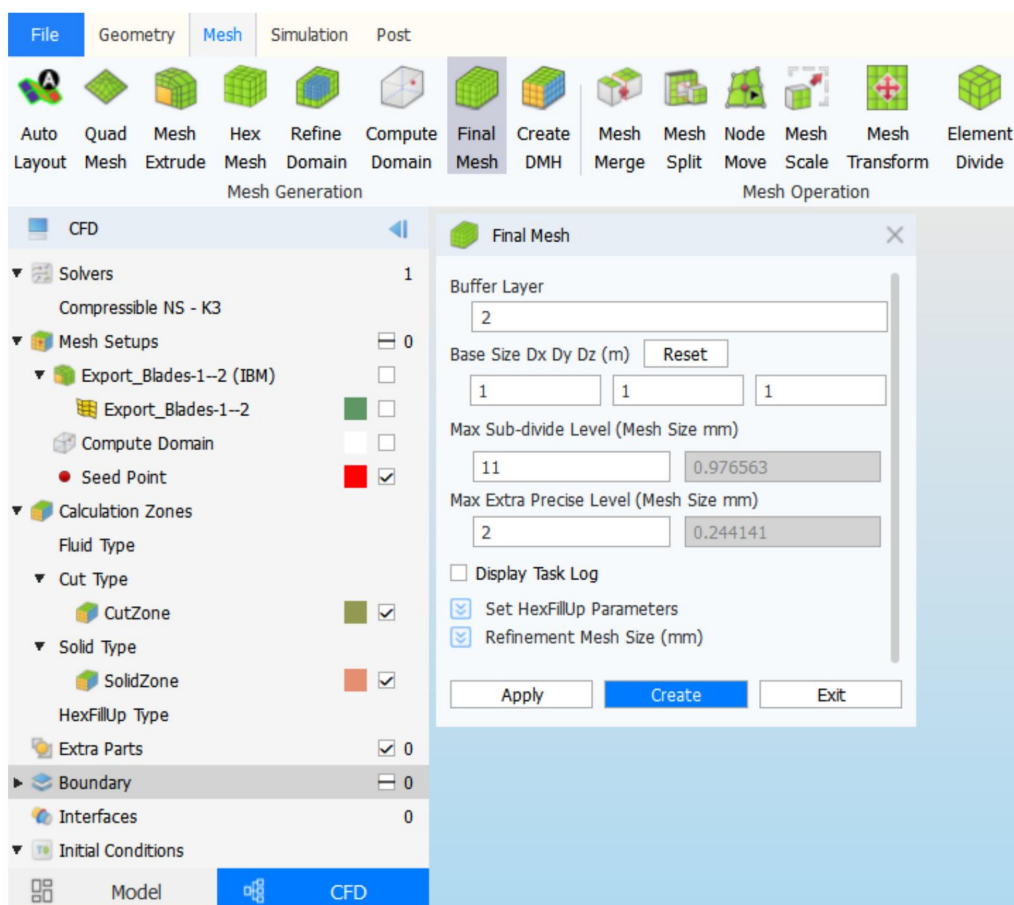 File Geometry Mesh Simulation Post
Auto Layout Quad Mesh Mesh Extrude Hex Mesh Refine Domain Compute Domain Final Mesh Create DMH Mesh Merge Mesh Split Node Move Mesh Scale Mesh Transform Element Divide
Mesh Generation Mesh Operation
CFD
Solvers 1
Compressible NS - K3
Mesh Setups 0
Export_Blades-1--2 (IBM)
Export_Blades-1--2
Compute Domain
Seed Point
Calculation Zones
Fluid Type
Cut Type
CutZone
Solid Type
SolidZone
HexFillUp Type
Extra Parts 0
Boundary 0
Interfaces 0
Initial Conditions
Model CFD
Final Mesh
Buffer Layer
2
Base Size Dx Dy Dz (m) Reset
1 1 1
Max Sub-divide Level (Mesh Size mm)
11 0.976563
Max Extra Precise Level (Mesh Size mm)
2 0.244141
Display Task Log
Set HexFillUp Parameters
Refinement Mesh Size (mm)
Apply Create Exit